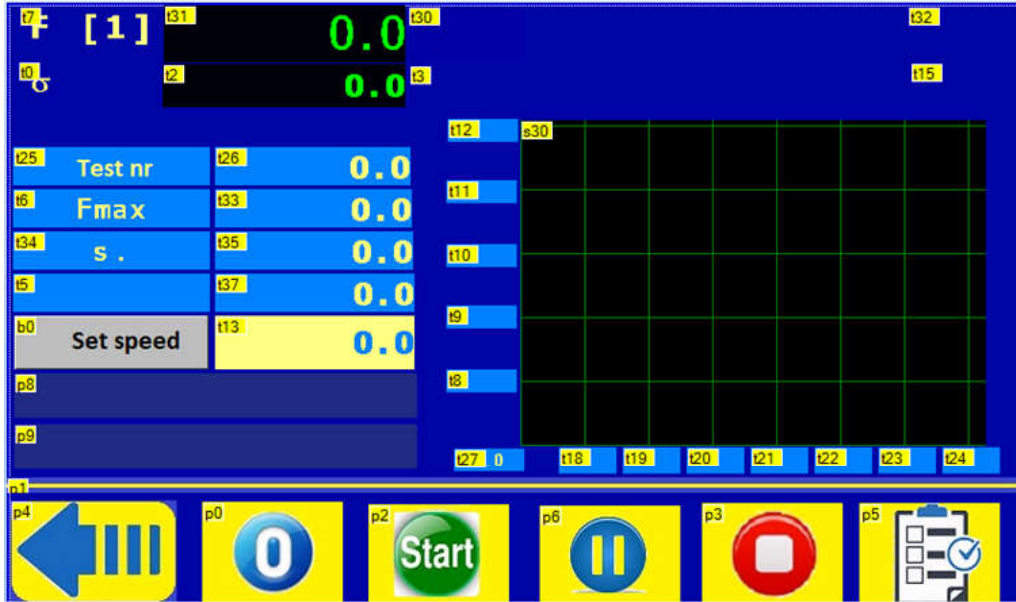 t7 F [1] t31 0.0 t30 t32
t0 σ t2 0.0 t3 t15
t12 s30
t25 Test nr t26 0.0
t6 Fmax t33 0.0 t11
t34 s . t35 0.0 t10
t5 t37 0.0
b0 Set speed t13 0.0 t9
p8 t8
p9
t27 0 t18 t19 t20 t21 t22 t23 t24
p1
p4 p0 0 p2 Start p6 p3 p5